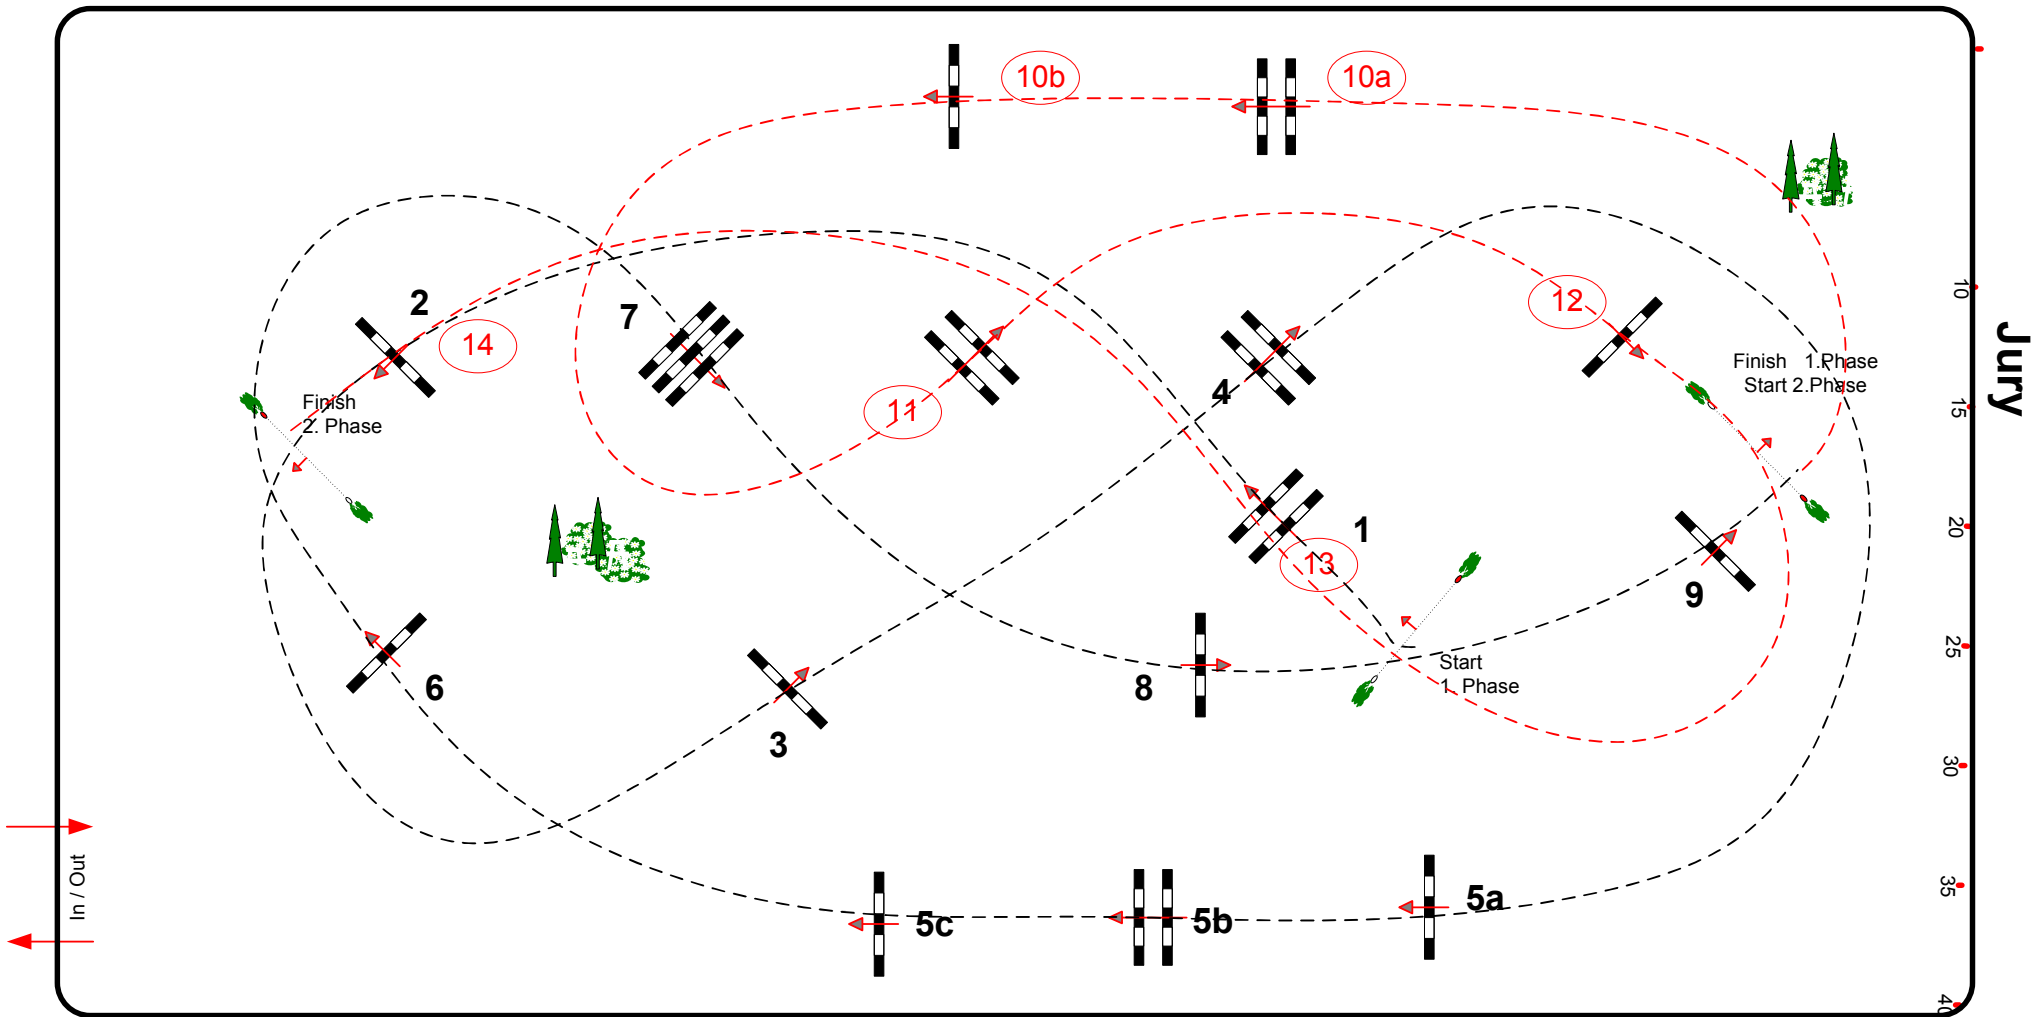 10b
10a
2
14
7
12
10
Finish 1.Phase
Start 2.Phase
Jury
4
11
15
Finish
2. Phase
1
20
13
9
25
Start
1. Phase
6
8
3
30
In / Out
35
5a
5c
5b
40